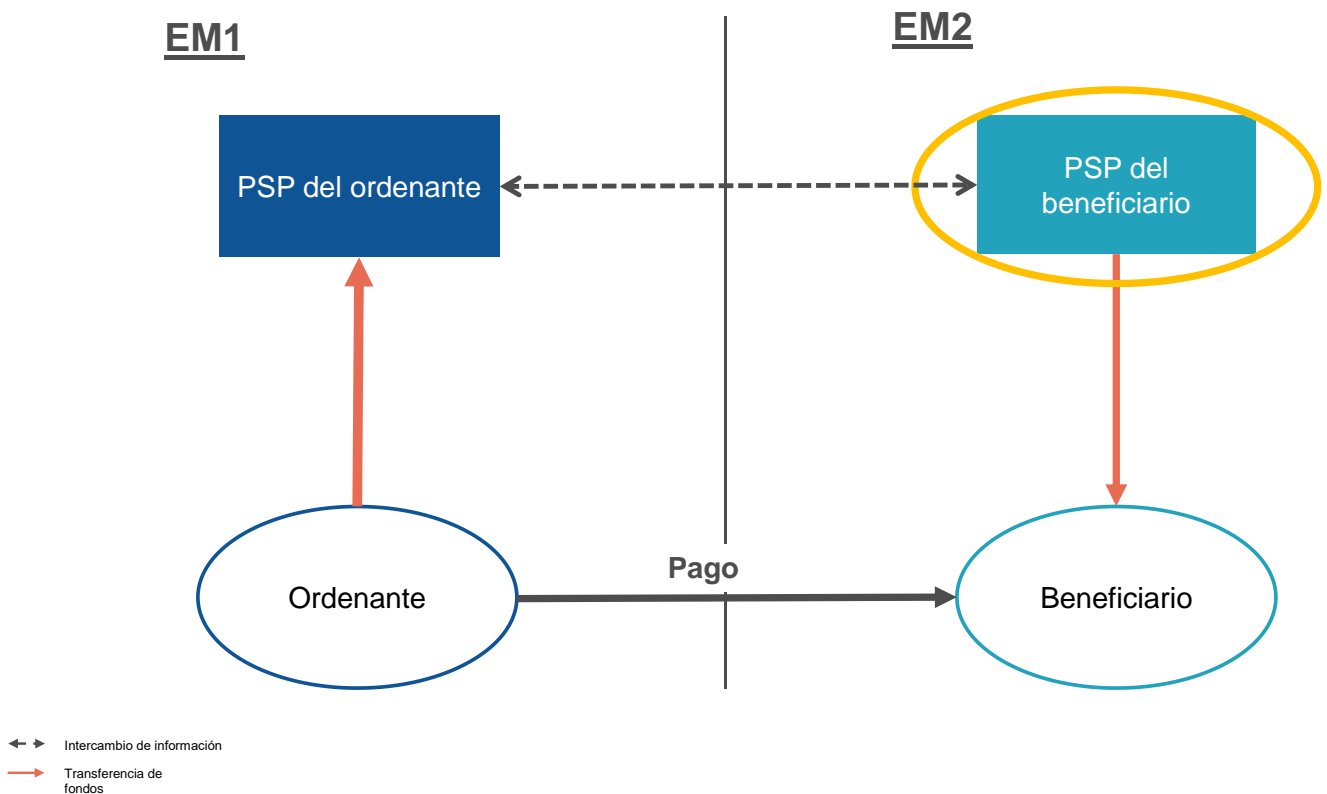 EM1
EM2
PSP del ordenante
PSP del
beneficiario
Pago
Ordenante
Beneficiario
Intercambio de información
Transferencia de
fondos